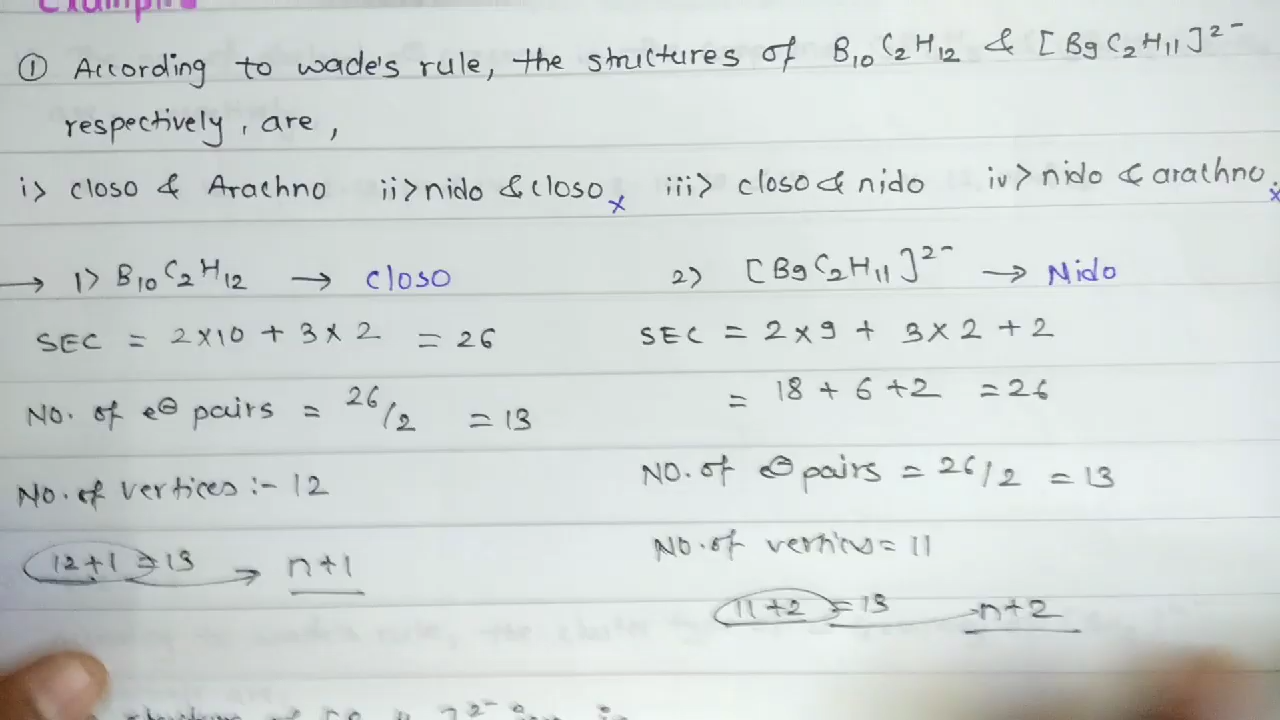 Example
① According to wade's rule, the structures of B₁₀C₂H₁₂ & [B₉C₂H₁₁]²⁻
respectively, are,
i> closo & Arachno ii> nido & closo x iii> closo & nido iv> nido & arachno. x
→ 1> B₁₀C₂H₁₂ → closo
SEC = 2×10 + 3×2 = 26
NO. of e⊖ pairs = 26/2 = 13
NO. of vertices :- 12
12+1 = 13 → n+1
2> [B₉C₂H₁₁]²⁻ → Nido
SEC = 2×9 + 3×2 + 2
= 18 + 6 + 2 = 26
NO. of e⊖ pairs = 26/2 = 13
NO. of vertices = 11
11+2 = 13 → n+2